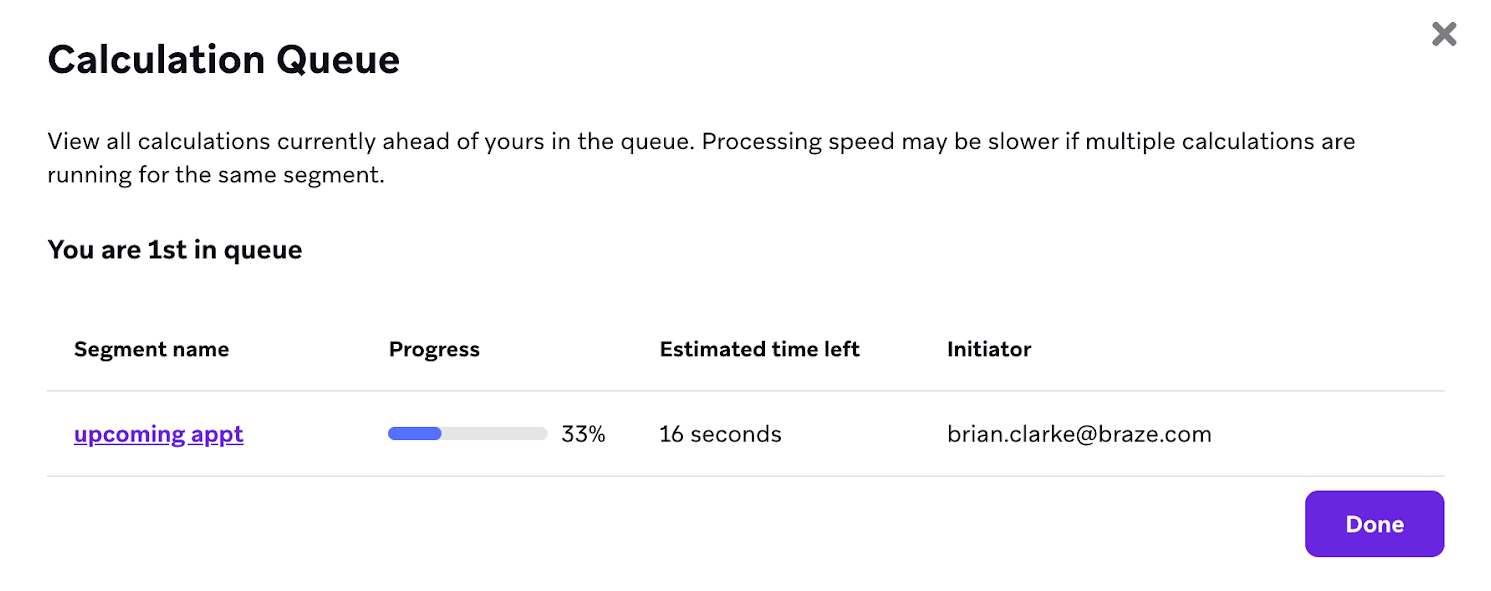 Calculation Queue
View all calculations currently ahead of yours in the queue. Processing speed may be slower if multiple calculations are
running for the same segment.
You are 1st in queue
Segment name Progress Estimated time left Initiator
upcoming appt 33% 16 seconds brian.clarke@braze.com
Done